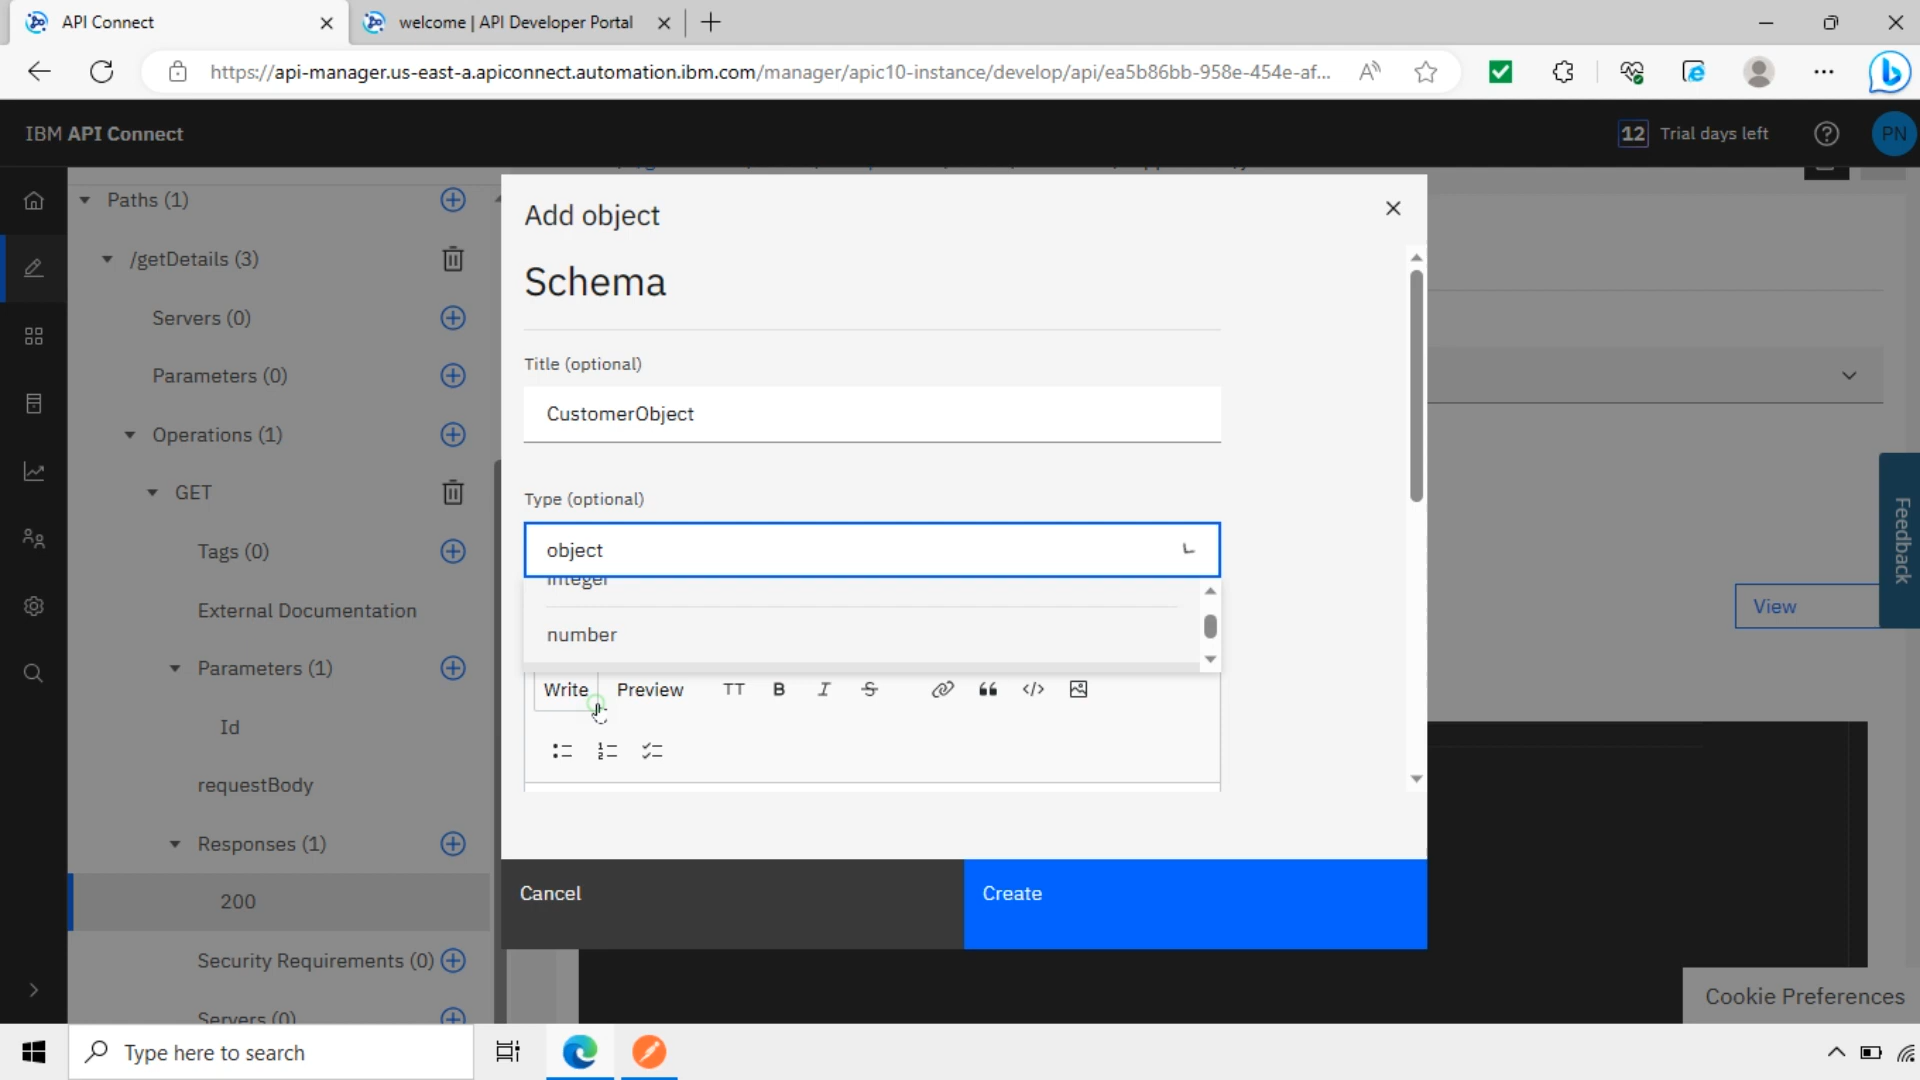 API Connect
welcome | API Developer Portal
https://api-manager.us-east-a.apiconnect.automation.ibm.com/manager/apic10-instance/develop/api/ea5b86bb-958e-454e-af...
IBM API Connect
12 Trial days left
PN
Paths (1)
/getDetails (3)
Servers (0)
Parameters (0)
Operations (1)
GET
Tags (0)
External Documentation
Parameters (1)
Id
requestBody
Responses (1)
200
Security Requirements (0)
Servers (0)
Add object
Schema
Title (optional)
CustomerObject
Type (optional)
object
integer
number
Write Preview TT B I S
Cancel
Create
View
Feedback
Cookie Preferences
Type here to search